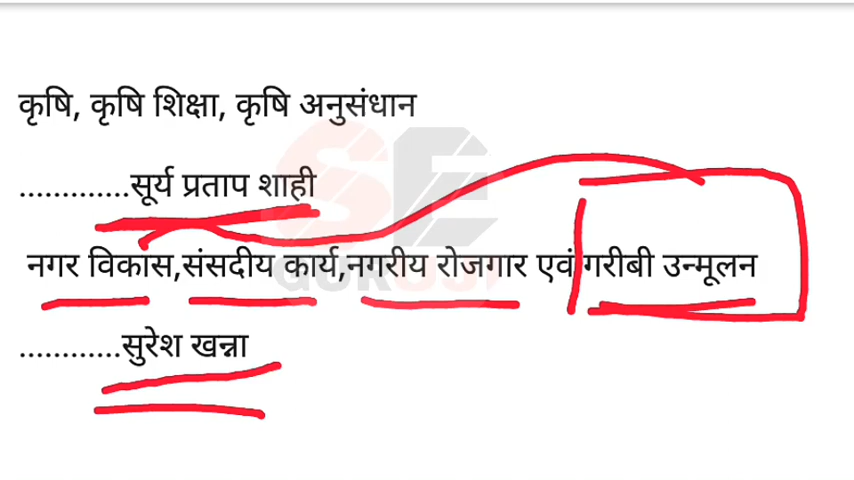 कृषि, कृषि शिक्षा, कृषि अनुसंधान
.............सूर्य प्रताप शाही
नगर विकास,संसदीय कार्य,नगरीय रोजगार एवं गरीबी उन्मूलन
............सुरेश खन्ना